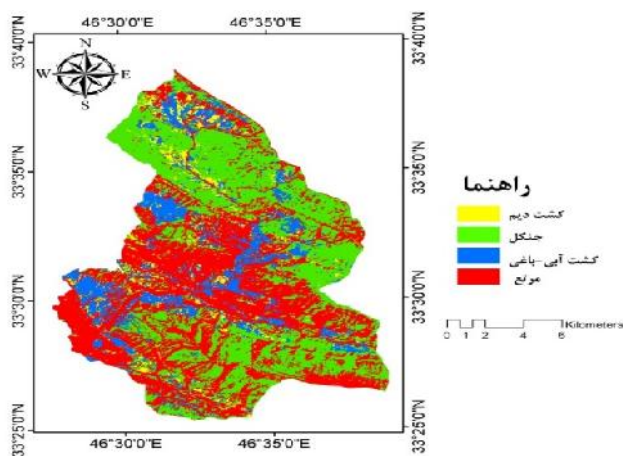 46°30'0"E 46°35'0"E
33°40'0"N 33°40'0"N
N
W E
S
33°35'0"N 33°35'0"N
راهنما
کشت دیم
جنگل
کشت آبی-باغی
مرتع
33°30'0"N 33°30'0"N
0 1 2 4 6 Kilometers
33°25'0"N 33°25'0"N
46°30'0"E 46°35'0"E